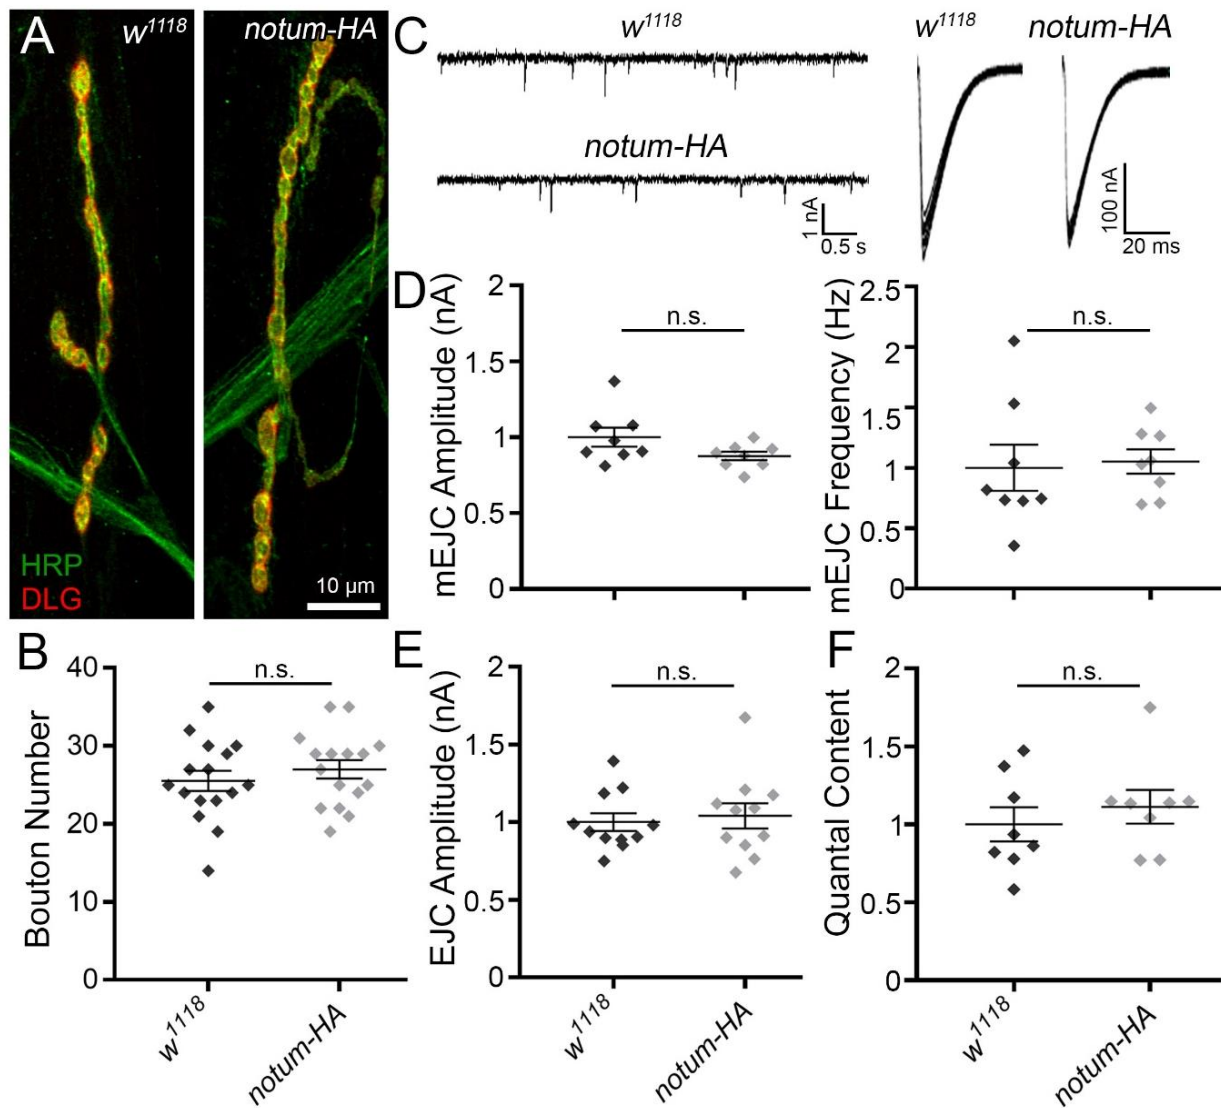 A
w1118
notum-HA
HRP
DLG
10 µm
C
w1118
notum-HA
1 nA
0.5 s
w1118
notum-HA
100 nA
20 ms
D
mEJC Amplitude (nA)
2
1.5
1
0.5
0
n.s.
mEJC Frequency (Hz)
2.5
2
1.5
1
0.5
0
n.s.
B
Bouton Number
40
30
20
10
0
n.s.
w1118
notum-HA
E
EJC Amplitude (nA)
2
1.5
1
0.5
0
n.s.
w1118
notum-HA
F
Quantal Content
2
1.5
1
0.5
0
n.s.
w1118
notum-HA